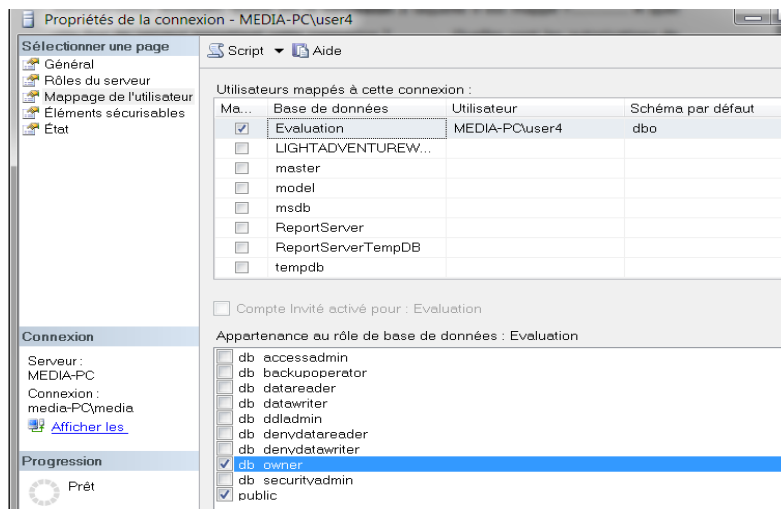 Propriétés de la connexion - MEDIA-PC\user4
Sélectionner une page
Général
Rôles du serveur
Mappage de l'utilisateur
Éléments sécurisables
État
Script Aide
Utilisateurs mappés à cette connexion :
Ma... Base de données Utilisateur Schéma par défaut
Evaluation MEDIA-PC\user4 dbo
LIGHTADVENTUREW...
master
model
msdb
ReportServer
ReportServerTempDB
tempdb
Compte Invité activé pour : Evaluation
Connexion
Serveur :
MEDIA-PC
Connexion :
media-PC\media
Afficher les
Progression
Prêt
Appartenance au rôle de base de données : Evaluation
db_accessadmin
db_backupoperator
db_datareader
db_datawriter
db_ddladmin
db_denydatareader
db_denydatawriter
db_owner
db_securityadmin
public